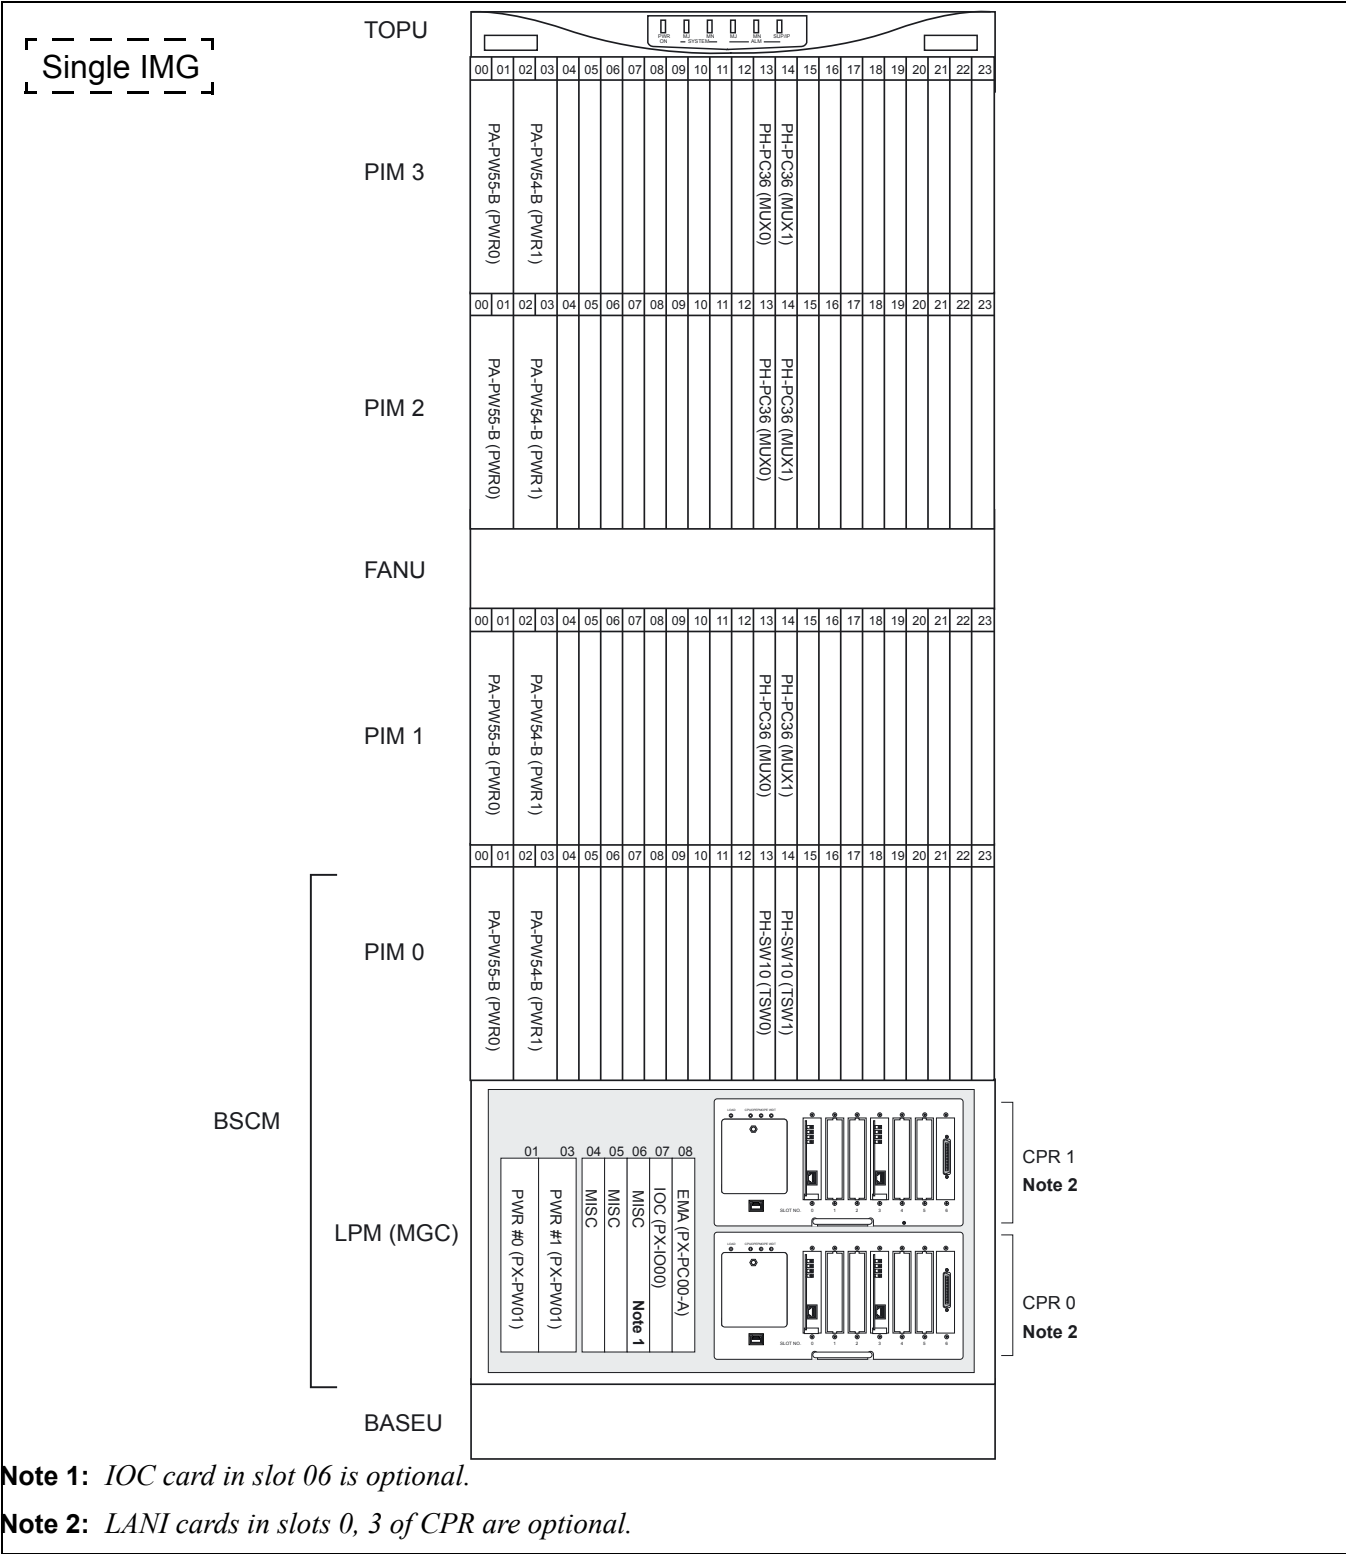 Single IMG
TOPU
PWR ON
MJ
MN
SYSTEM
MJ
MN
ALM
SUP/IP
00 01 02 03 04 05 06 07 08 09 10 11 12 13 14 15 16 17 18 19 20 21 22 23
PIM 3
PA-PW55-B (PWR0)
PA-PW54-B (PWR1)
PH-PC36 (MUX0)
PH-PC36 (MUX1)
00 01 02 03 04 05 06 07 08 09 10 11 12 13 14 15 16 17 18 19 20 21 22 23
PIM 2
PA-PW55-B (PWR0)
PA-PW54-B (PWR1)
PH-PC36 (MUX0)
PH-PC36 (MUX1)
FANU
00 01 02 03 04 05 06 07 08 09 10 11 12 13 14 15 16 17 18 19 20 21 22 23
PIM 1
PA-PW55-B (PWR0)
PA-PW54-B (PWR1)
PH-PC36 (MUX0)
PH-PC36 (MUX1)
00 01 02 03 04 05 06 07 08 09 10 11 12 13 14 15 16 17 18 19 20 21 22 23
PIM 0
PA-PW55-B (PWR0)
PA-PW54-B (PWR1)
PH-SW10 (TSW0)
PH-SW10 (TSW1)
BSCM
LPM (MGC)
01 03 04 05 06 07 08
PWR #0 (PX-PW01)
PWR #1 (PX-PW01)
MISC
MISC
MISC Note 1
IOC (PX-IO00)
EMA (PX-PC00-A)
SLOT NO. 0 1 2 3 4 5 6
CPR 1
Note 2
SLOT NO. 0 1 2 3 4 5 6
CPR 0
Note 2
BASEU
Note 1: IOC card in slot 06 is optional.
Note 2: LANI cards in slots 0, 3 of CPR are optional.